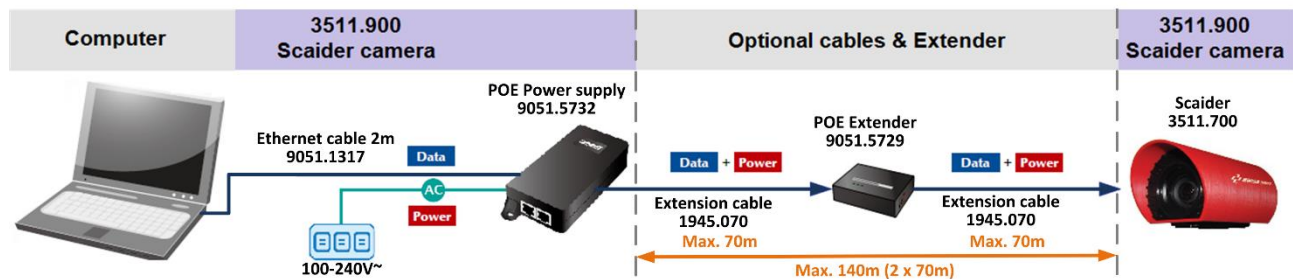 Computer
3511.900
Scaider camera
Optional cables & Extender
3511.900
Scaider camera
POE Power supply
9051.5732
Ethernet cable 2m
9051.1317
Data
AC
Power
100-240V~
Data + Power
Extension cable
1945.070
Max. 70m
POE Extender
9051.5729
Data + Power
Extension cable
1945.070
Max. 70m
Max. 140m (2 x 70m)
Scaider
3511.700